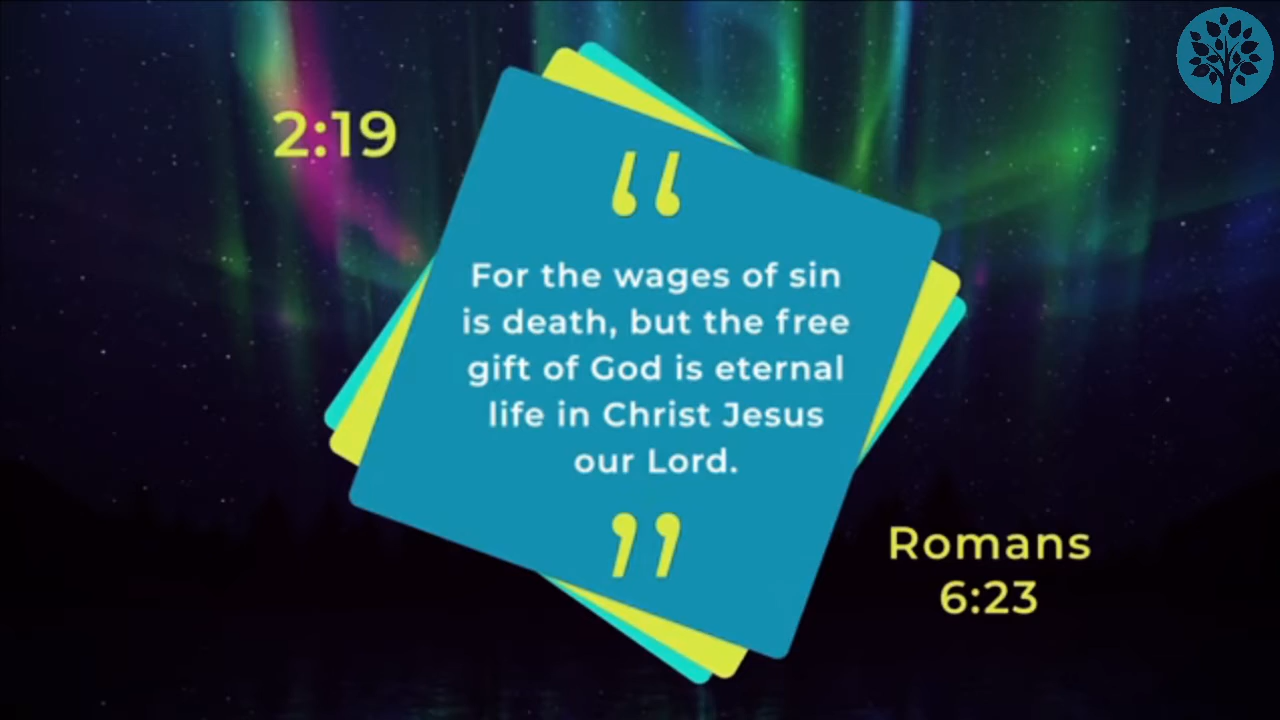 2:19
“
For the wages of sin
is death, but the free
gift of God is eternal
life in Christ Jesus
our Lord.
”
Romans
6:23